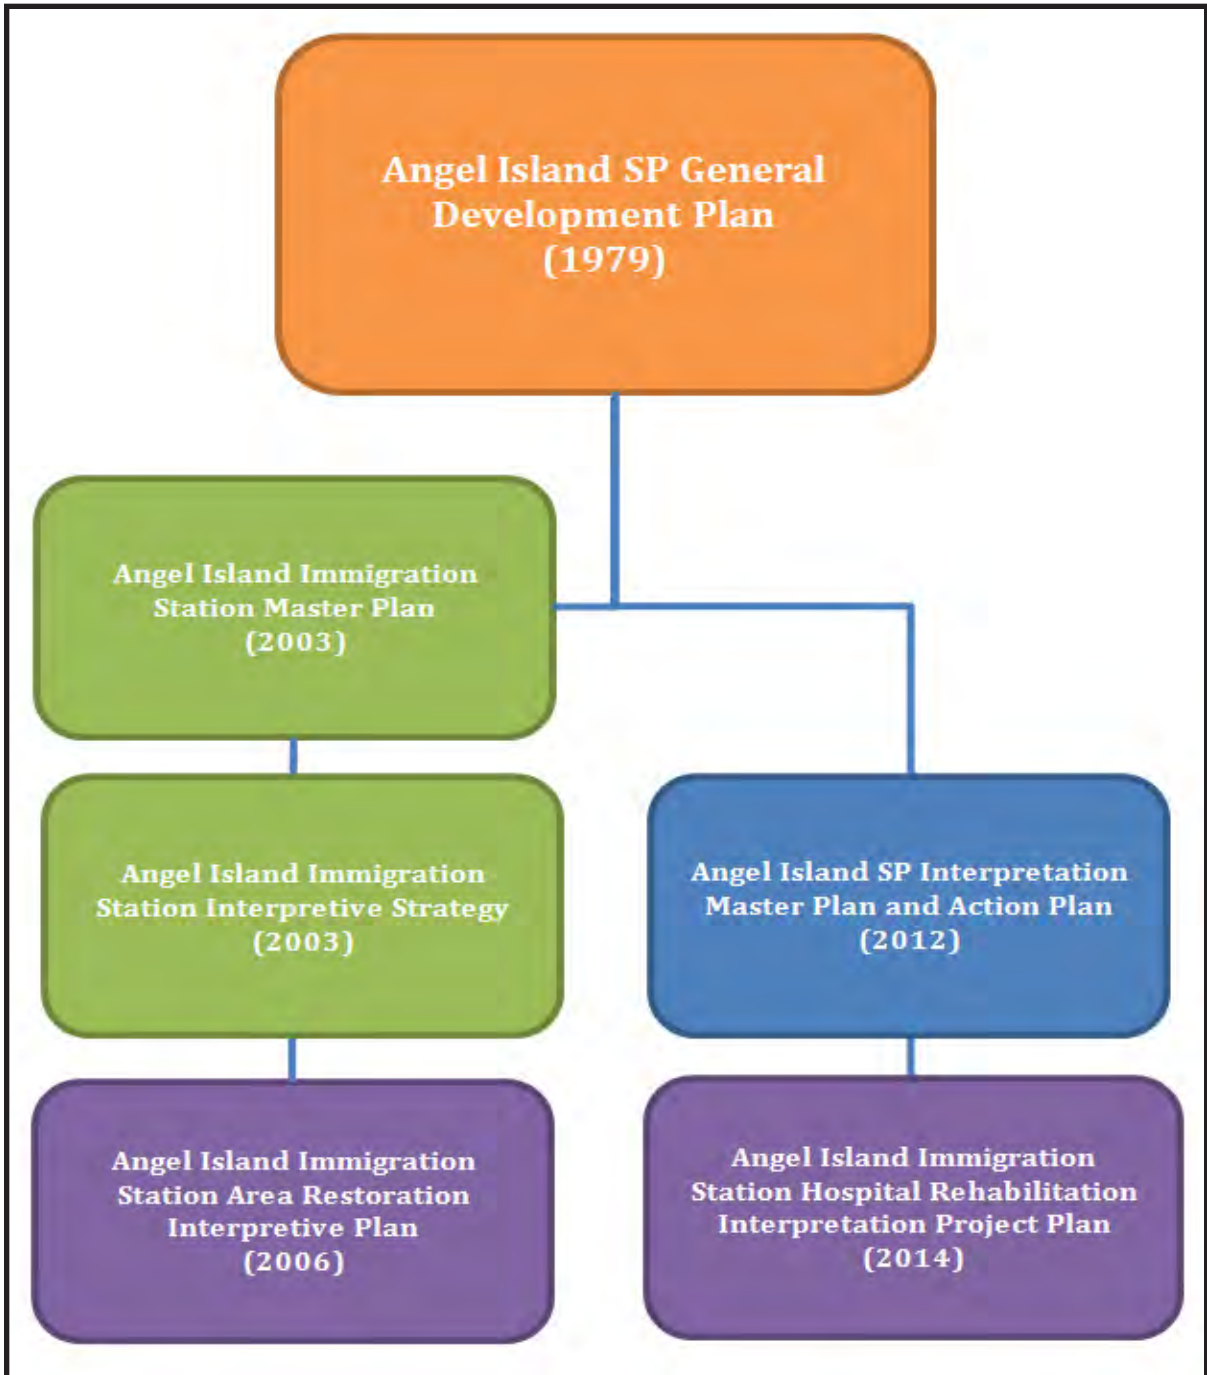 Angel Island SP General
Development Plan
(1979)
Angel Island Immigration
Station Master Plan
(2003)
Angel Island Immigration
Station Interpretive Strategy
(2003)
Angel Island SP Interpretation
Master Plan and Action Plan
(2012)
Angel Island Immigration
Station Area Restoration
Interpretive Plan
(2006)
Angel Island Immigration
Station Hospital Rehabilitation
Interpretation Project Plan
(2014)